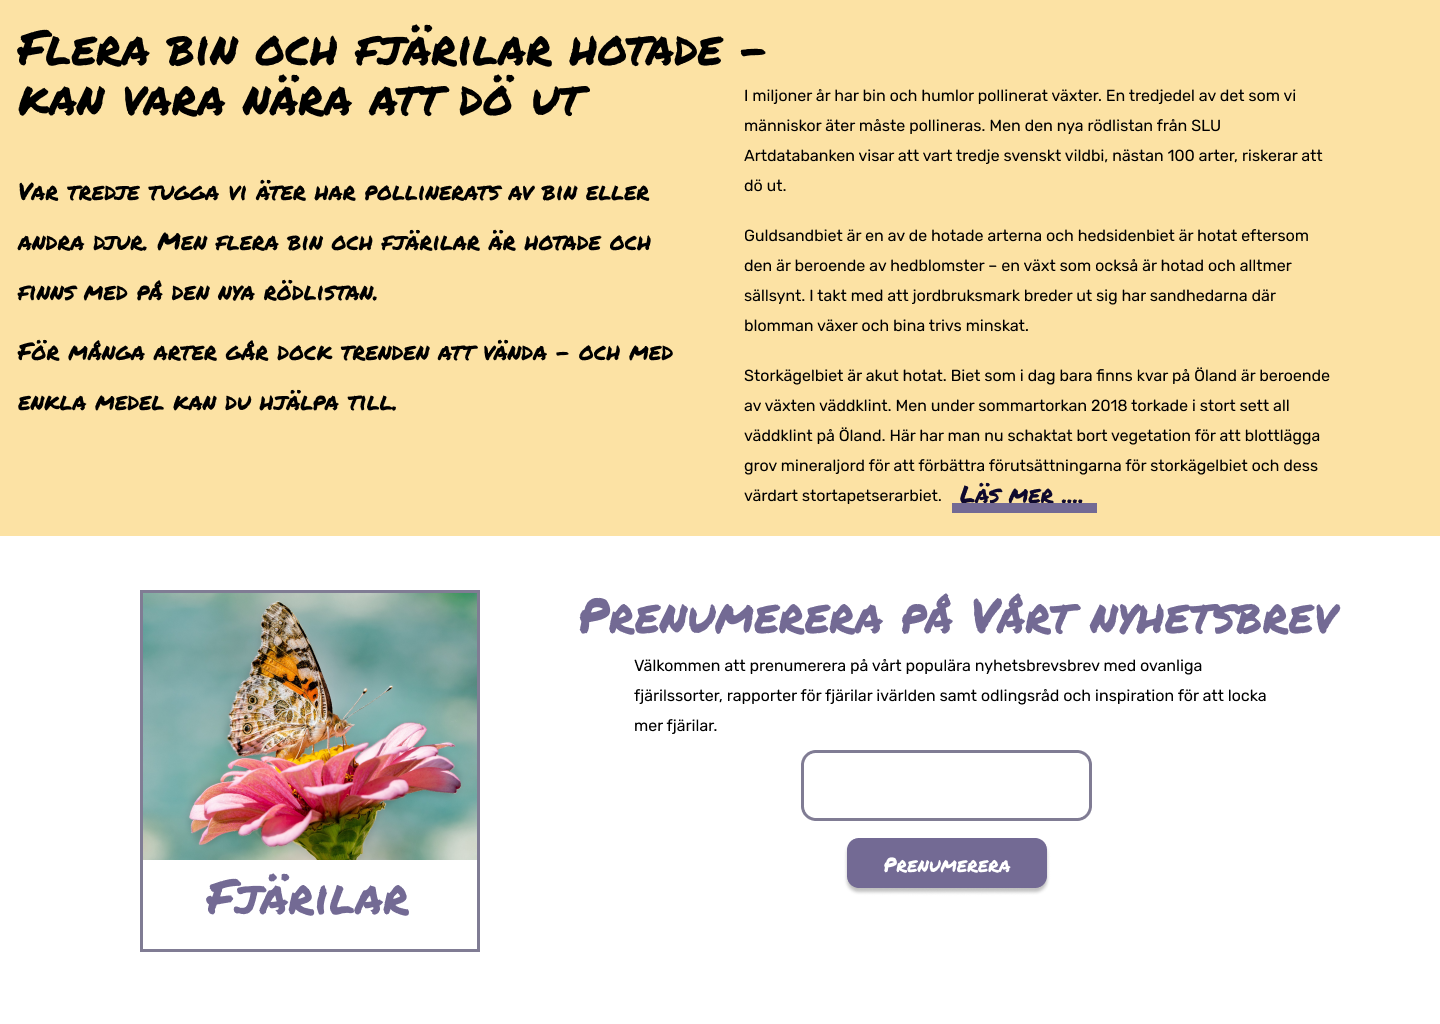 Flera bin och fjärilar hotade –
kan vara nära att dö ut
Var tredje tugga vi äter har pollinerats av bin eller
andra djur. Men flera bin och fjärilar är hotade och
finns med på den nya rödlistan.
För många arter går dock trenden att vända – och med
enkla medel kan du hjälpa till.
I miljoner år har bin och humlor pollinerat växter. En tredjedel av det som vi
människor äter måste pollineras. Men den nya rödlistan från SLU
Artdatabanken visar att vart tredje svenskt vildbi, nästan 100 arter, riskerar att
dö ut.
Guldsandbiet är en av de hotade arterna och hedsidenbiet är hotat eftersom
den är beroende av hedblomster – en växt som också är hotad och alltmer
sällsynt. I takt med att jordbruksmark breder ut sig har sandhedarna där
blomman växer och bina trivs minskat.
Storkägelbiet är akut hotat. Biet som i dag bara finns kvar på Öland är beroende
av växten väddklint. Men under sommartorkan 2018 torkade i stort sett all
väddklint på Öland. Här har man nu schaktat bort vegetation för att blottlägga
grov mineraljord för att förbättra förutsättningarna för storkägelbiet och dess
värdart stortapetserarbiet. Läs mer ....
Prenumerera på Vårt nyhetsbrev
Välkommen att prenumerera på vårt populära nyhetsbrevsbrev med ovanliga
fjärilssorter, rapporter för fjärilar ivärlden samt odlingsråd och inspiration för att locka
mer fjärilar.
Prenumerera
Fjärilar